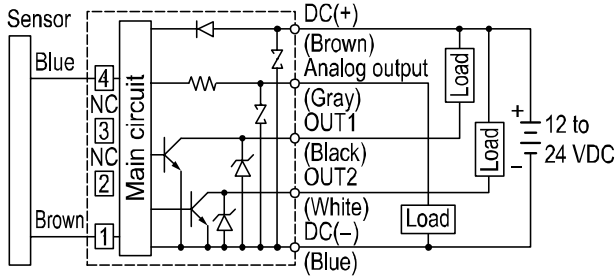 Sensor
Blue
4
NC
3
NC
2
Brown
1
Main circuit
DC(+)
(Brown)
Analog output
(Gray)
OUT1
(Black)
OUT2
(White)
DC(−)
(Blue)
Load
Load
Load
+
12 to
24 VDC
−